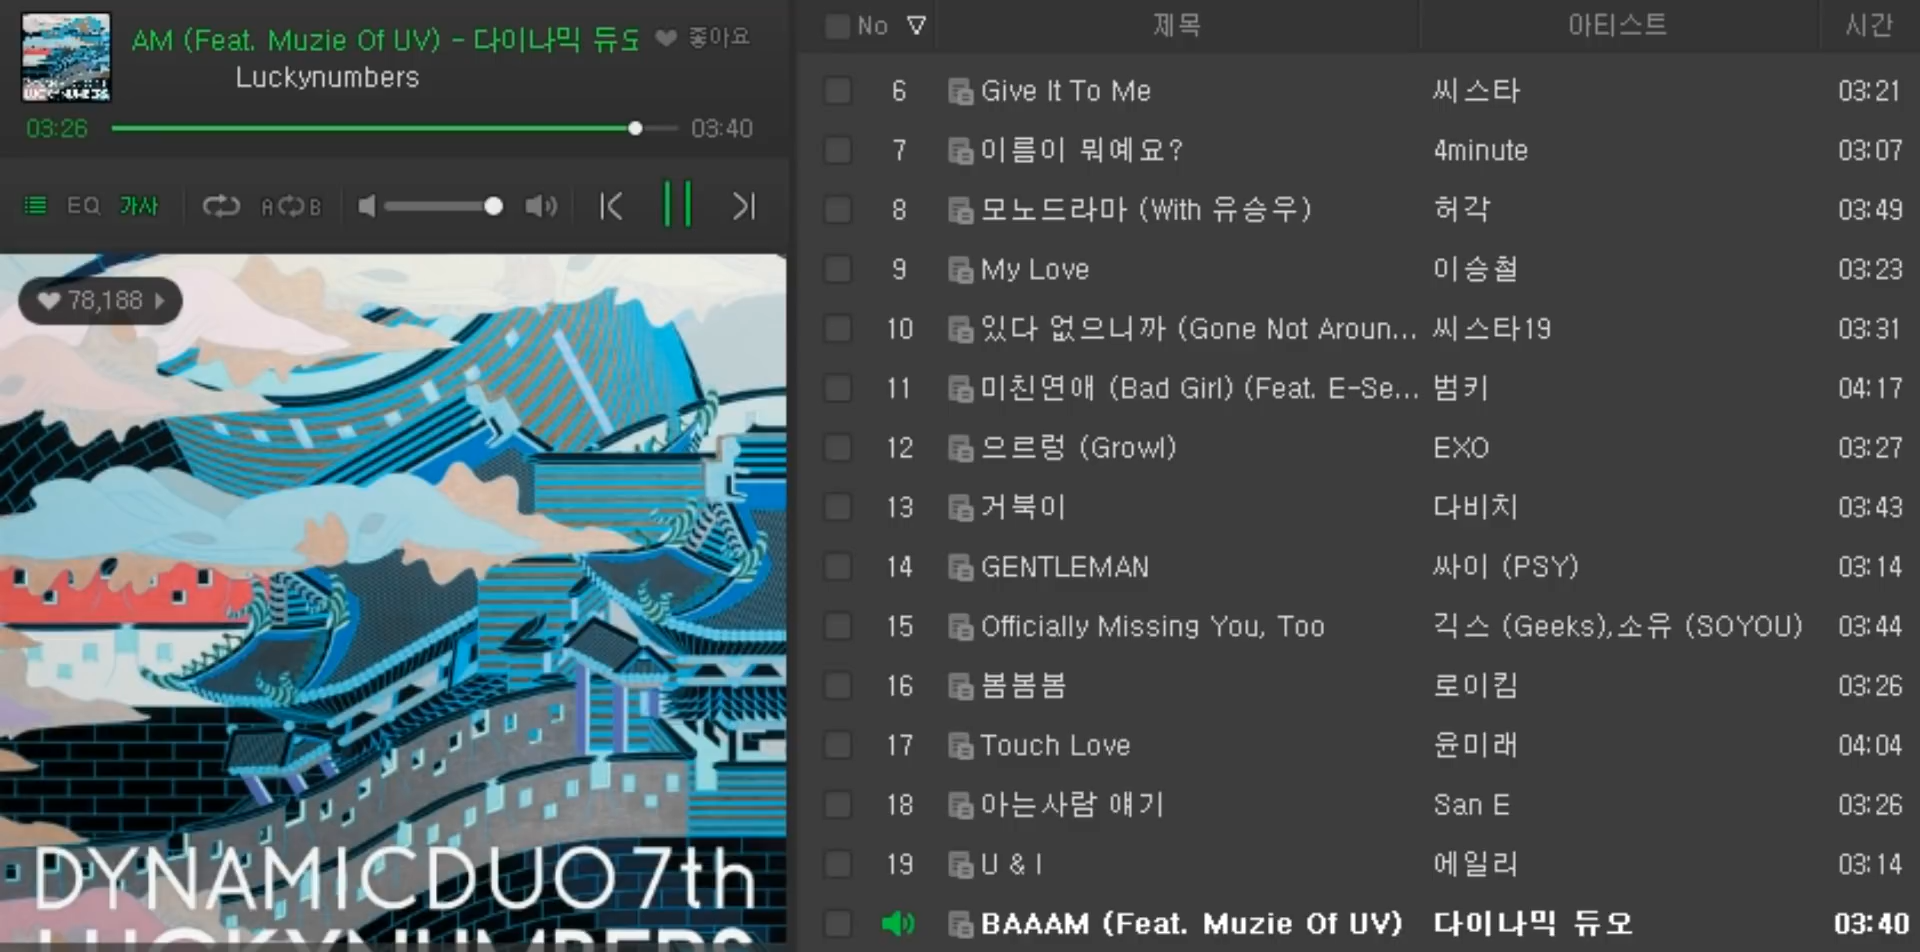 AM (Feat. Muzie Of UV) - 다이나믹 듀오 좋아요
Luckynumbers
03:26 03:40
EQ 가사 A B
78,188
DYNAMICDUO 7th
LUCKYNUMBERS
No 제목 아티스트 시간
6 Give It To Me 씨스타 03:21
7 이름이 뭐예요? 4minute 03:07
8 모노드라마 (With 유승우) 허각 03:49
9 My Love 이승철 03:23
10 있다 없으니까 (Gone Not Aroun... 씨스타19 03:31
11 미친연애 (Bad Girl) (Feat. E-Se... 범키 04:17
12 으르렁 (Growl) EXO 03:27
13 거북이 다비치 03:43
14 GENTLEMAN 싸이 (PSY) 03:14
15 Officially Missing You, Too 긱스 (Geeks),소유 (SOYOU) 03:44
16 봄봄봄 로이킴 03:26
17 Touch Love 윤미래 04:04
18 아는사람 얘기 San E 03:26
19 U & I 에일리 03:14
BAAAM (Feat. Muzie Of UV) 다이나믹 듀오 03:40